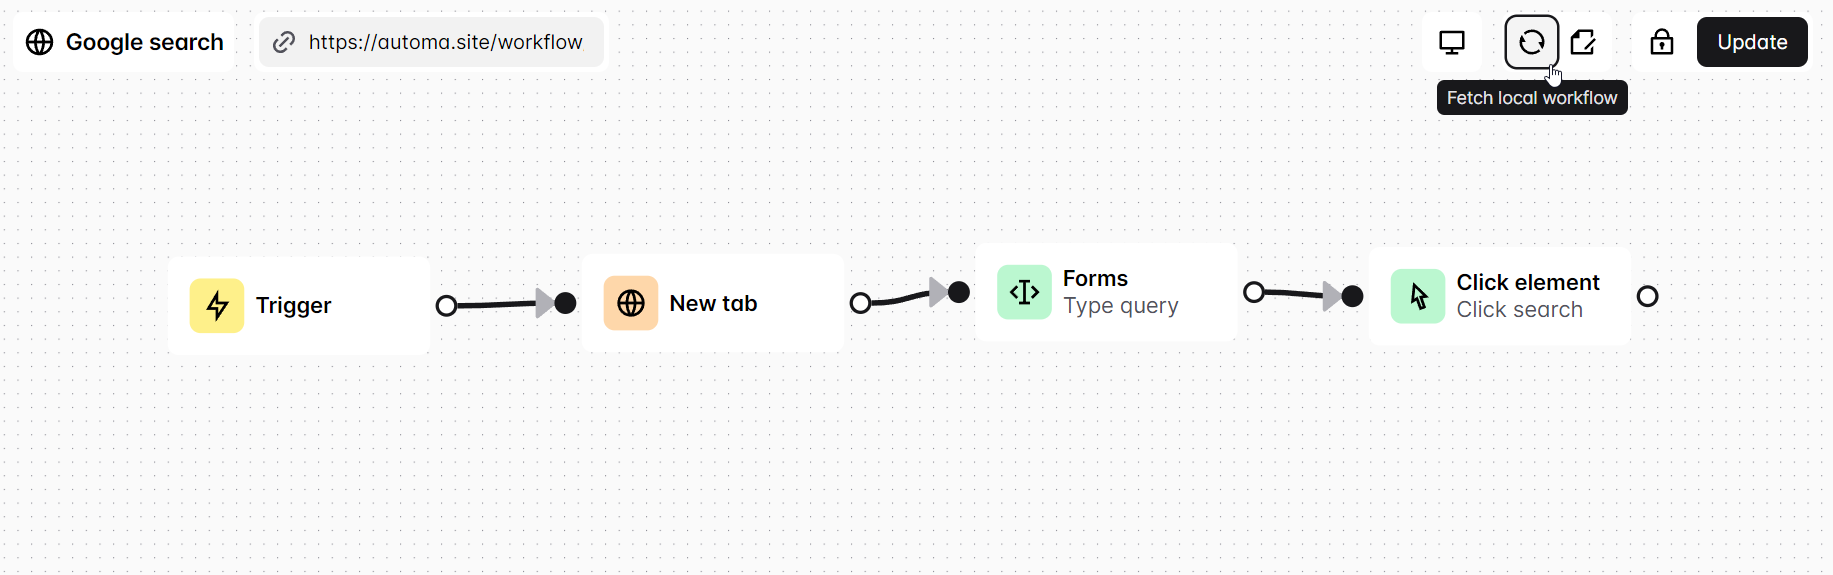 Google search
https://automa.site/workflow
Update
Fetch local workflow
Trigger
New tab
Forms
Type query
Click element
Click search